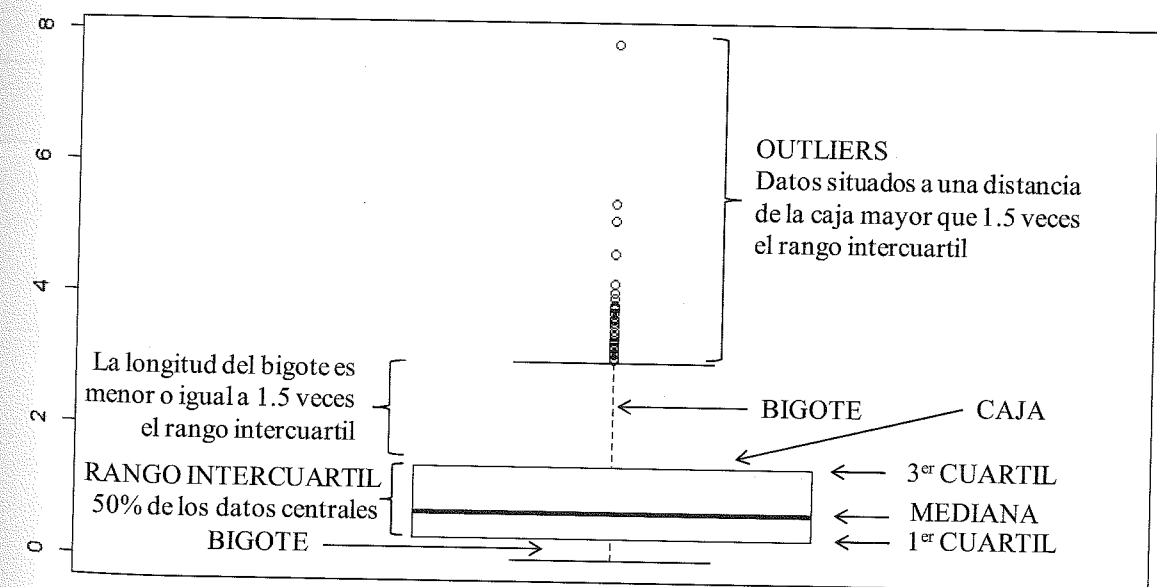 8
6
4
2
0
OUTLIERS
Datos situados a una distancia
de la caja mayor que 1.5 veces
el rango intercuartil
La longitud del bigote es
menor o igual a 1.5 veces
el rango intercuartil
BIGOTE
CAJA
RANGO INTERCUARTIL
50% de los datos centrales
BIGOTE
3er CUARTIL
MEDIANA
1er CUARTIL